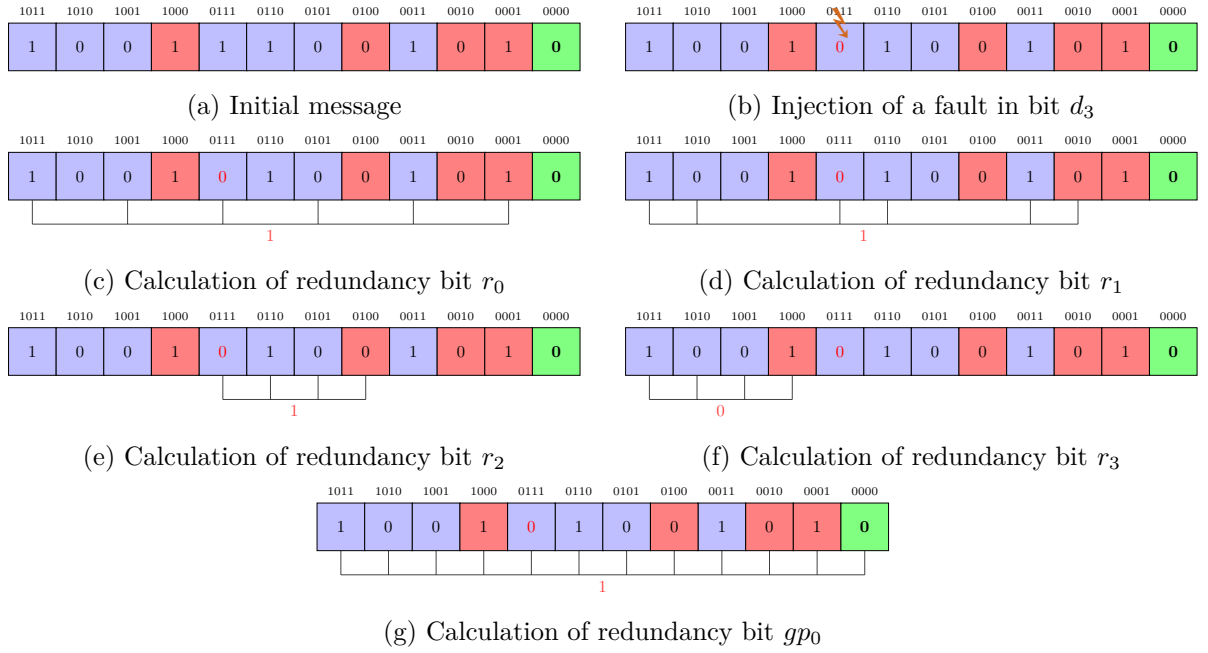 1011 1010 1001 1000 0111 0110 0101 0100 0011 0010 0001 0000
1 0 0 1 1 1 0 0 1 0 1 0
(a) Initial message
1011 1010 1001 1000 0111 0110 0101 0100 0011 0010 0001 0000
1 0 0 1 0 1 0 0 1 0 1 0
(b) Injection of a fault in bit d3
1011 1010 1001 1000 0111 0110 0101 0100 0011 0010 0001 0000
1 0 0 1 0 1 0 0 1 0 1 0
1
(c) Calculation of redundancy bit r0
1011 1010 1001 1000 0111 0110 0101 0100 0011 0010 0001 0000
1 0 0 1 0 1 0 0 1 0 1 0
1
(d) Calculation of redundancy bit r1
1011 1010 1001 1000 0111 0110 0101 0100 0011 0010 0001 0000
1 0 0 1 0 1 0 0 1 0 1 0
1
(e) Calculation of redundancy bit r2
1011 1010 1001 1000 0111 0110 0101 0100 0011 0010 0001 0000
1 0 0 1 0 1 0 0 1 0 1 0
0
(f) Calculation of redundancy bit r3
1011 1010 1001 1000 0111 0110 0101 0100 0011 0010 0001 0000
1 0 0 1 0 1 0 0 1 0 1 0
1
(g) Calculation of redundancy bit gp0